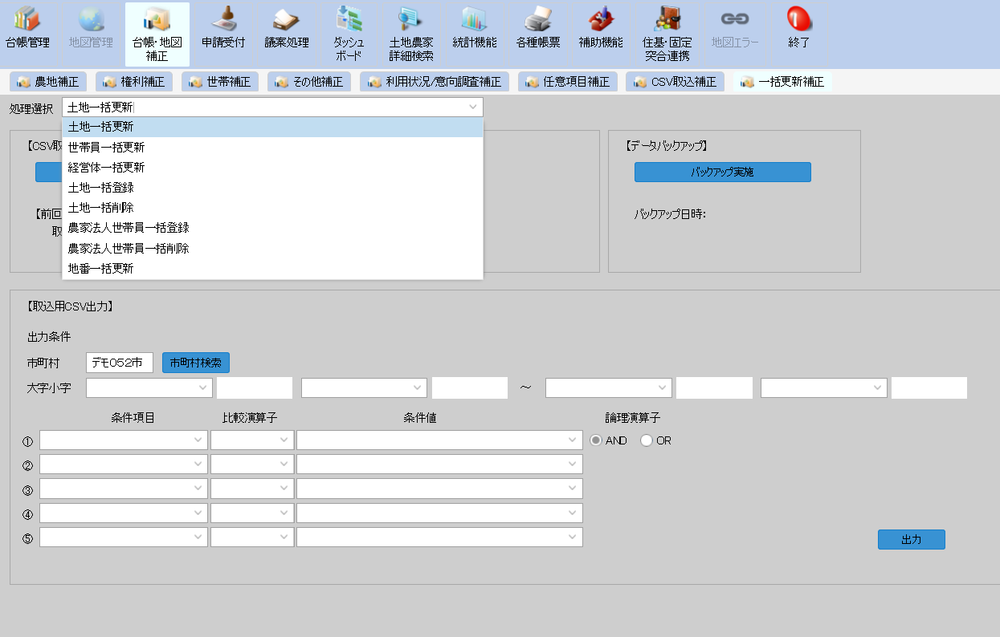 台帳管理
地図管理
台帳・地図
補正
申請受付
議案処理
ダッシュ
ボード
土地農家
詳細検索
統計機能
各種帳票
補助機能
住基・固定
突合連携
地図エラー
終了
農地補正
権利補正
世帯補正
その他補正
利用状況/意向調査補正
任意項目補正
CSV取込補正
一括更新補正
処理選択
土地一括更新
土地一括更新
世帯員一括更新
経営体一括更新
土地一括登録
土地一括削除
農家法人世帯員一括登録
農家法人世帯員一括削除
地番一括更新
【CSV取
【前回
取
【データバックアップ】
バックアップ実施
バックアップ日時:
【取込用CSV出力】
出力条件
市町村 デモ052市 市町村検索
大字小字 ～
条件項目 比較演算子 条件値 論理演算子
① AND OR
②
③
④
⑤
出力